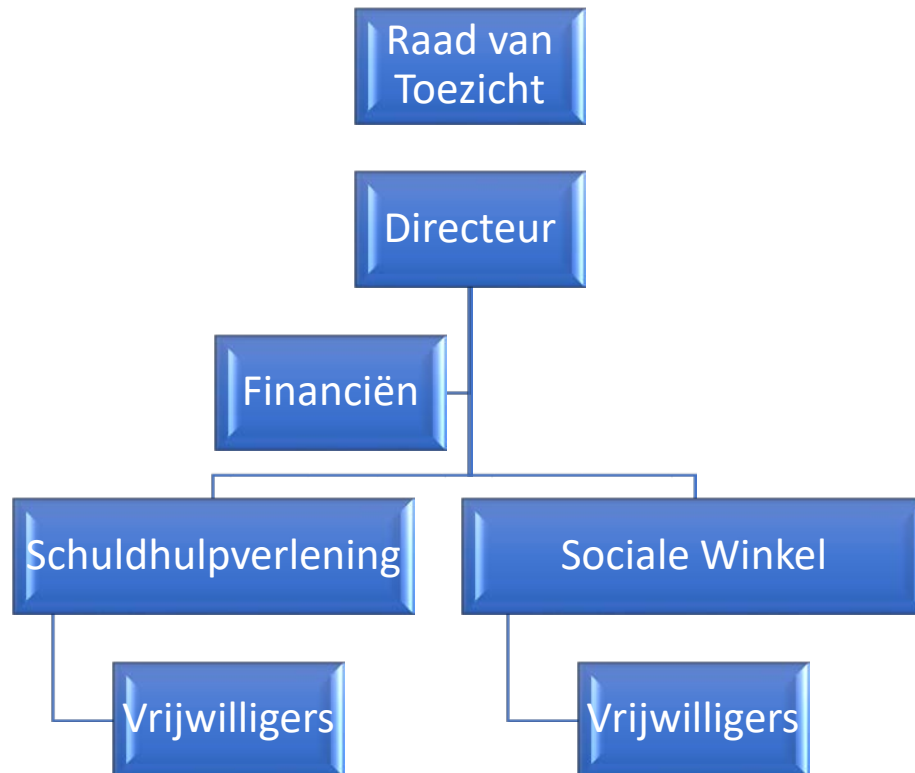 Raad van
Toezicht
Directeur
Financiën
Schuldhulpverlening
Sociale Winkel
Vrijwilligers
Vrijwilligers